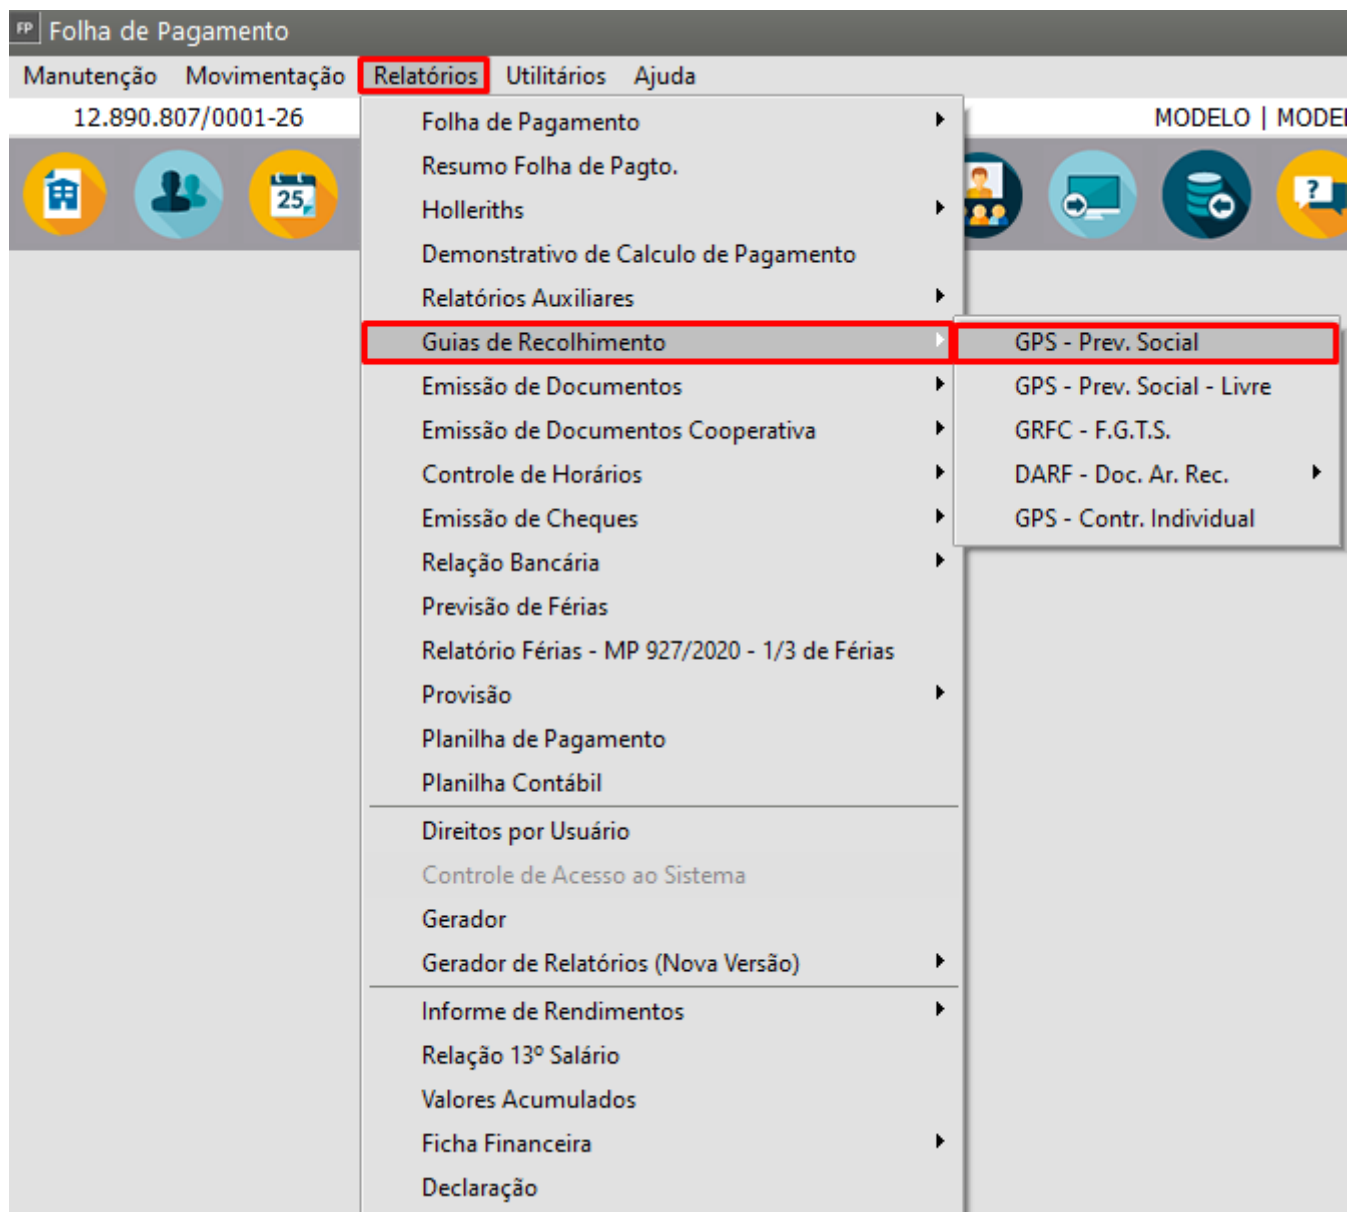 FP Folha de Pagamento
Manutenção Movimentação Relatórios Utilitários Ajuda
12.890.807/0001-26 MODELO | MODEL
25
?
Folha de Pagamento
Resumo Folha de Pagto.
Holleriths
Demonstrativo de Calculo de Pagamento
Relatórios Auxiliares
Guias de Recolhimento
Emissão de Documentos
Emissão de Documentos Cooperativa
Controle de Horários
Emissão de Cheques
Relação Bancária
Previsão de Férias
Relatório Férias - MP 927/2020 - 1/3 de Férias
Provisão
Planilha de Pagamento
Planilha Contábil
Direitos por Usuário
Controle de Acesso ao Sistema
Gerador
Gerador de Relatórios (Nova Versão)
Informe de Rendimentos
Relação 13º Salário
Valores Acumulados
Ficha Financeira
Declaração
GPS - Prev. Social
GPS - Prev. Social - Livre
GRFC - F.G.T.S.
DARF - Doc. Ar. Rec.
GPS - Contr. Individual